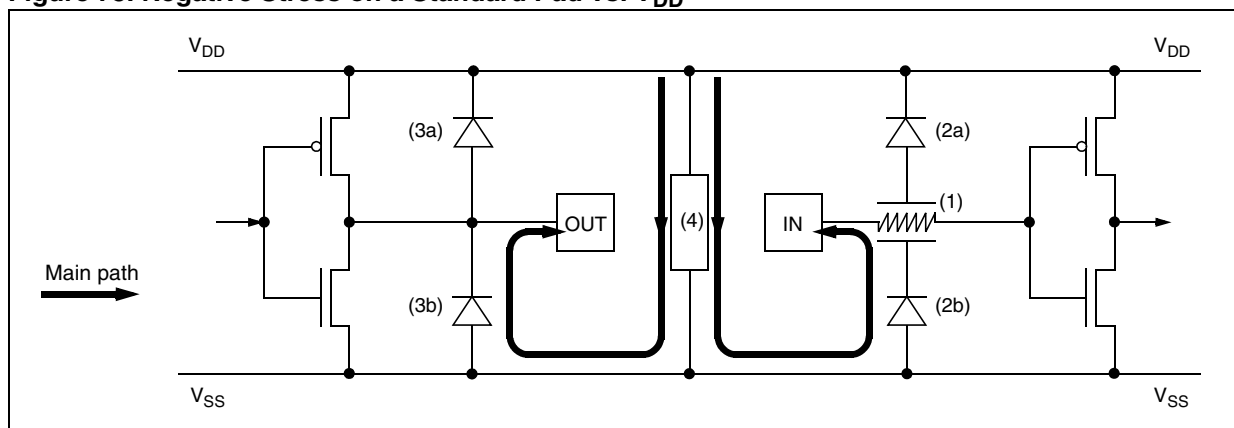 Figure 78. Negative Stress on a Standard Pad vs. VDD
VDD VDD
(3a) (2a)
OUT (4) IN (1)
Main path
(3b) (2b)
VSS VSS